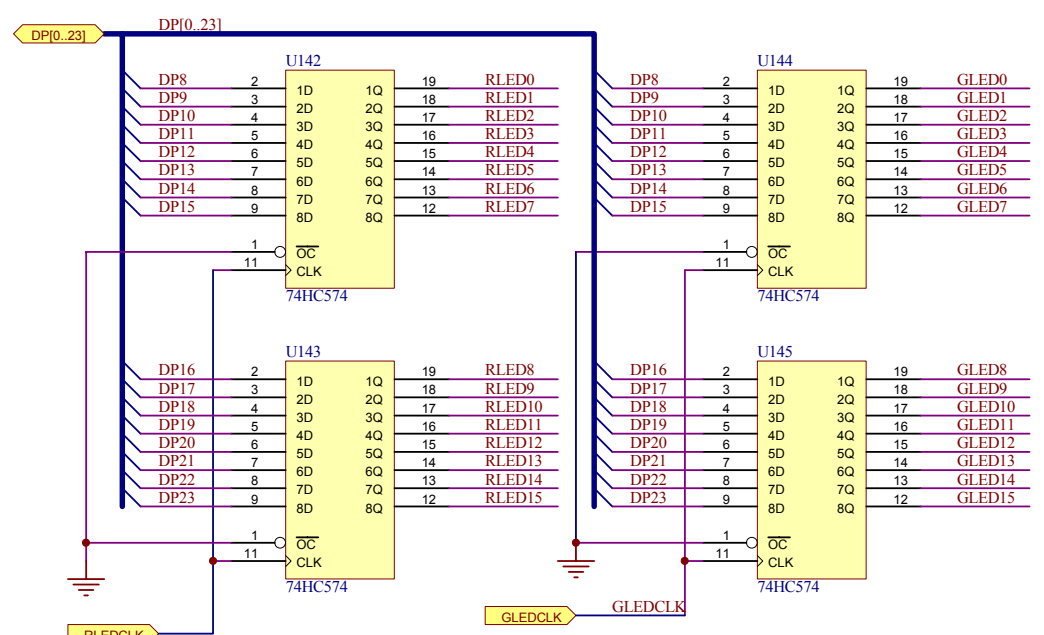 DP[0..23] DP[0..23]
U142 U144
DP8 2 1D 1Q 19 RLED0 DP8 2 1D 1Q 19 GLED0
DP9 3 2D 2Q 18 RLED1 DP9 3 2D 2Q 18 GLED1
DP10 4 3D 3Q 17 RLED2 DP10 4 3D 3Q 17 GLED2
DP11 5 4D 4Q 16 RLED3 DP11 5 4D 4Q 16 GLED3
DP12 6 5D 5Q 15 RLED4 DP12 6 5D 5Q 15 GLED4
DP13 7 6D 6Q 14 RLED5 DP13 7 6D 6Q 14 GLED5
DP14 8 7D 7Q 13 RLED6 DP14 8 7D 7Q 13 GLED6
DP15 9 8D 8Q 12 RLED7 DP15 9 8D 8Q 12 GLED7
1 OC 1 OC
11 CLK 11 CLK
74HC574 74HC574
U143 U145
DP16 2 1D 1Q 19 RLED8 DP16 2 1D 1Q 19 GLED8
DP17 3 2D 2Q 18 RLED9 DP17 3 2D 2Q 18 GLED9
DP18 4 3D 3Q 17 RLED10 DP18 4 3D 3Q 17 GLED10
DP19 5 4D 4Q 16 RLED11 DP19 5 4D 4Q 16 GLED11
DP20 6 5D 5Q 15 RLED12 DP20 6 5D 5Q 15 GLED12
DP21 7 6D 6Q 14 RLED13 DP21 7 6D 6Q 14 GLED13
DP22 8 7D 7Q 13 RLED14 DP22 8 7D 7Q 13 GLED14
DP23 9 8D 8Q 12 RLED15 DP23 9 8D 8Q 12 GLED15
1 OC 1 OC
11 CLK 11 CLK
74HC574 74HC574
GLEDCLK GLEDCLK
RLEDCLK